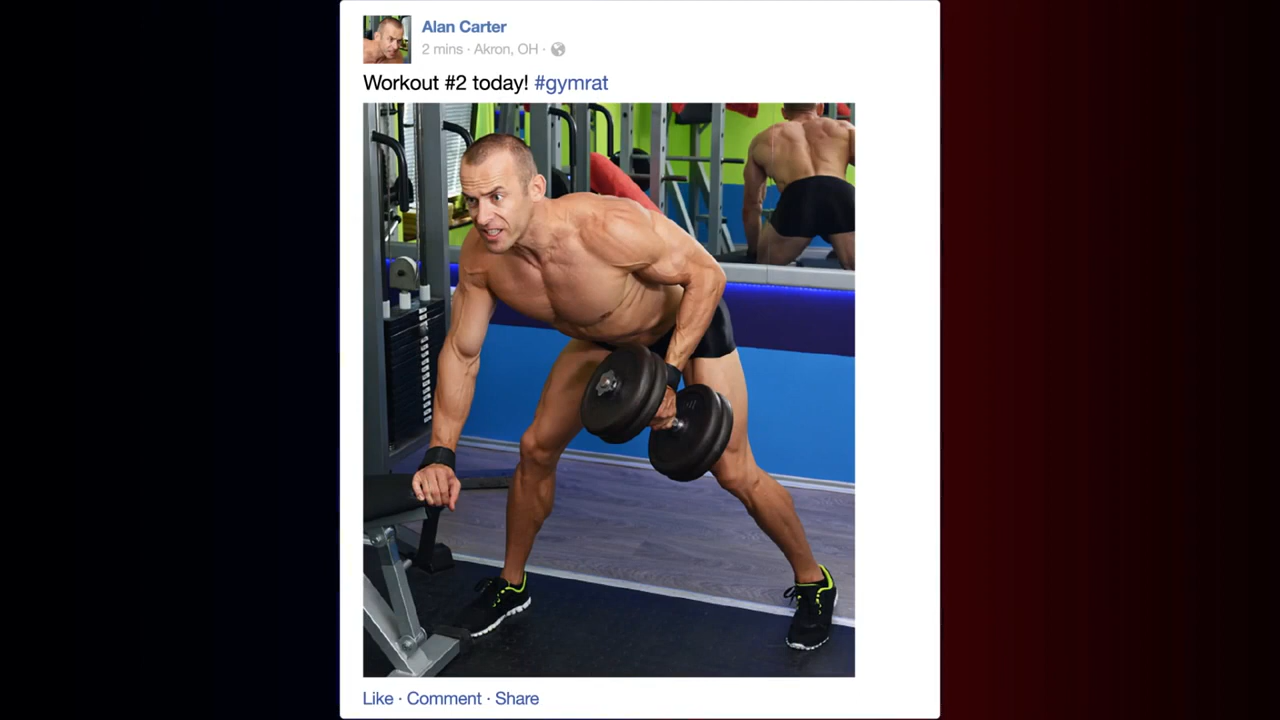 Alan Carter
2 mins · Akron, OH ·
Workout #2 today! #gymrat
Like · Comment · Share